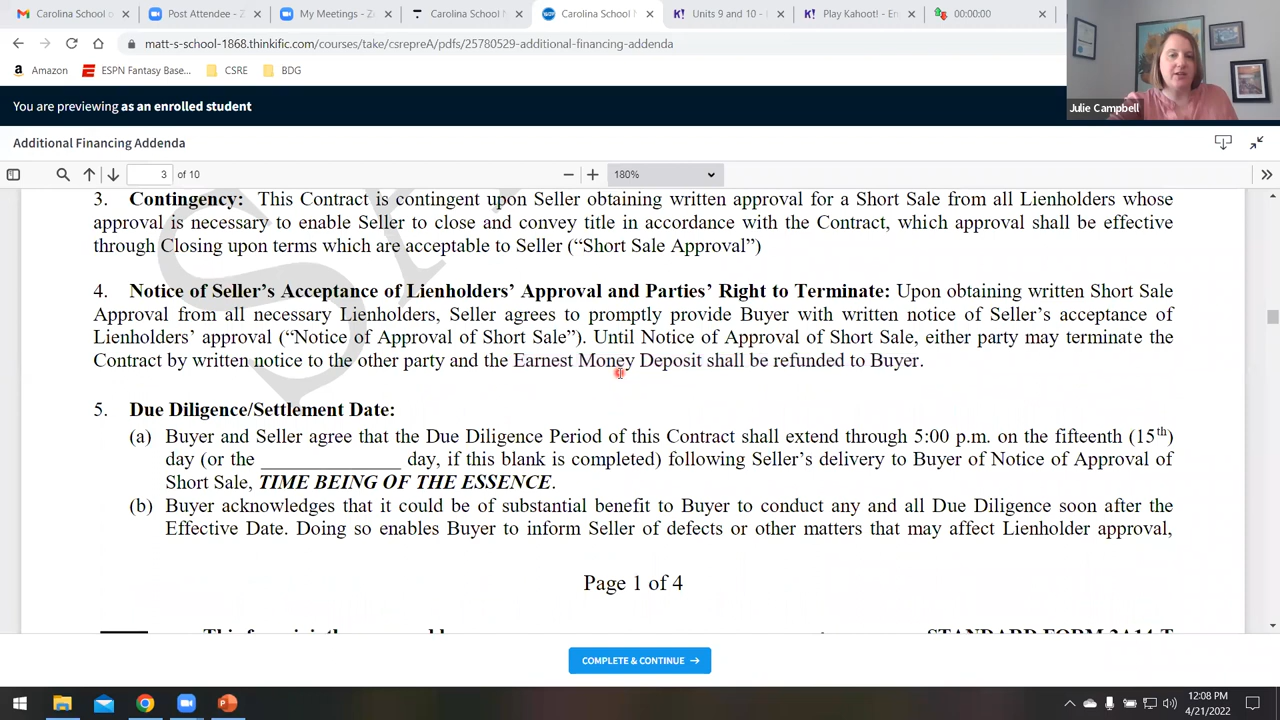 Carolina School o
Post Attendee - Z
My Meetings - Z
Carolina School N
Carolina School N
Units 9 and 10 -
Play Kahoot! - En
00:00:00
matt-s-school-1868.thinkific.com/courses/take/csreprеA/pdfs/25780529-additional-financing-addenda
Amazon
ESPN Fantasy Base...
CSRE
BDG
Julie Campbell
You are previewing as an enrolled student
Additional Financing Addenda
3 of 10
180%
3. Contingency: This Contract is contingent upon Seller obtaining written approval for a Short Sale from all Lienholders whose
approval is necessary to enable Seller to close and convey title in accordance with the Contract, which approval shall be effective
through Closing upon terms which are acceptable to Seller (“Short Sale Approval”)
4. Notice of Seller’s Acceptance of Lienholders’ Approval and Parties’ Right to Terminate: Upon obtaining written Short Sale
Approval from all necessary Lienholders, Seller agrees to promptly provide Buyer with written notice of Seller’s acceptance of
Lienholders’ approval (“Notice of Approval of Short Sale”). Until Notice of Approval of Short Sale, either party may terminate the
Contract by written notice to the other party and the Earnest Money Deposit shall be refunded to Buyer.
5. Due Diligence/Settlement Date:
(a) Buyer and Seller agree that the Due Diligence Period of this Contract shall extend through 5:00 p.m. on the fifteenth (15th)
day (or the ____________ day, if this blank is completed) following Seller’s delivery to Buyer of Notice of Approval of
Short Sale, TIME BEING OF THE ESSENCE.
(b) Buyer acknowledges that it could be of substantial benefit to Buyer to conduct any and all Due Diligence soon after the
Effective Date. Doing so enables Buyer to inform Seller of defects or other matters that may affect Lienholder approval,
Page 1 of 4
STANDARD FORM 2A14-T
COMPLETE & CONTINUE →
12:08 PM
4/21/2022